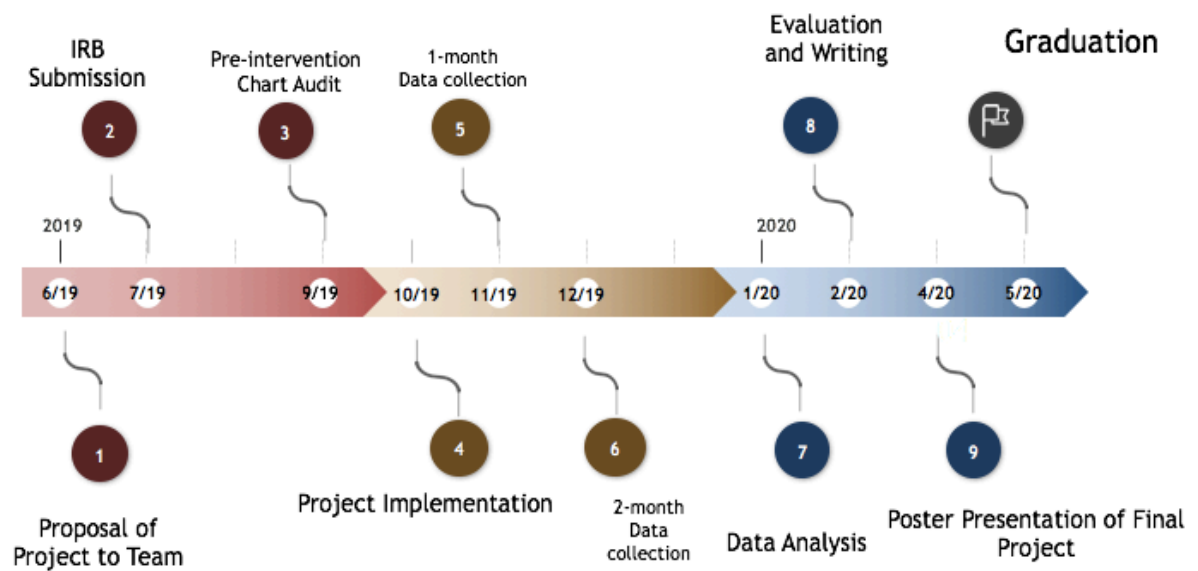 IRB
Submission
2
Pre-intervention
Chart Audit
3
1-month
Data collection
5
Evaluation
and Writing
8
Graduation
2019
2020
6/19
7/19
9/19
10/19
11/19
12/19
1/20
2/20
4/20
5/20
1
Proposal of
Project to Team
4
Project Implementation
6
2-month
Data
collection
7
Data Analysis
9
Poster Presentation of Final
Project